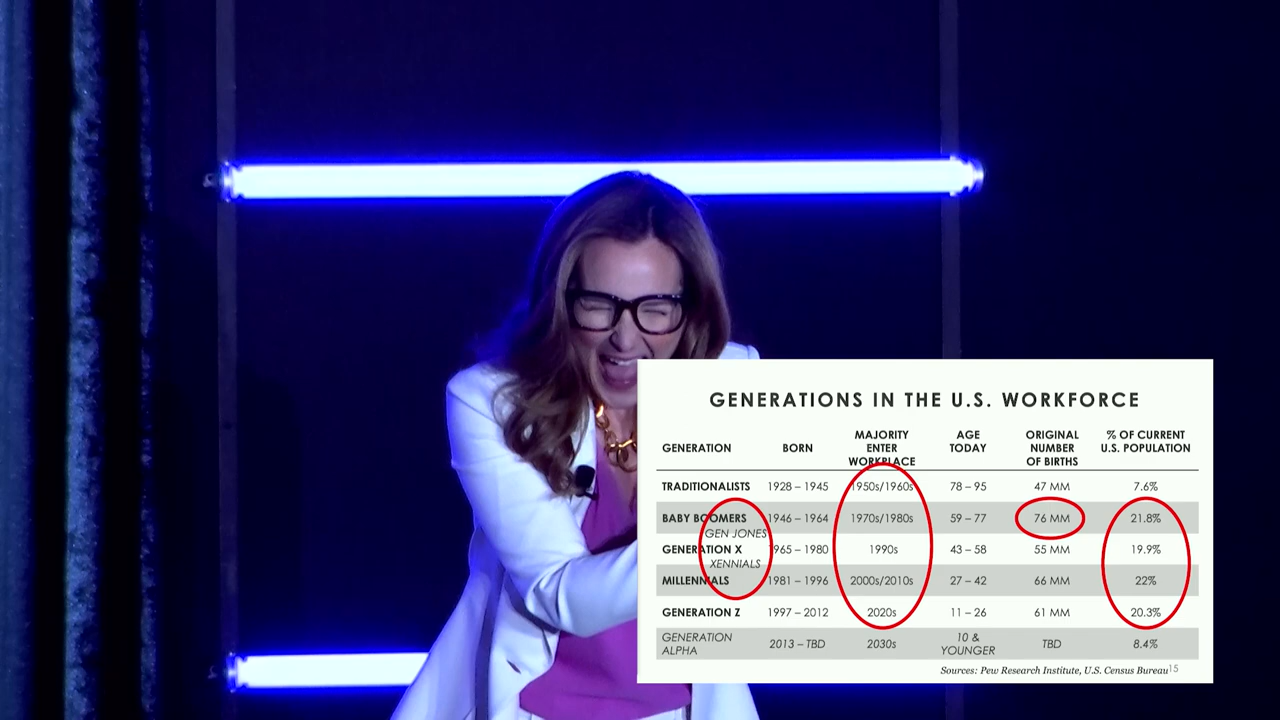 GENERATIONS IN THE U.S. WORKFORCE
GENERATION BORN MAJORITY ENTER WORKPLACE AGE TODAY ORIGINAL NUMBER OF BIRTHS % OF CURRENT U.S. POPULATION
TRADITIONALISTS 1928 – 1945 1950s/1960s 78 – 95 47 MM 7.6%
BABY BOOMERS 1946 – 1964 1970s/1980s 59 – 77 76 MM 21.8%
GEN JONES
GENERATION X 1965 – 1980 1990s 43 – 58 55 MM 19.9%
XENNIALS
MILLENNIALS 1981 – 1996 2000s/2010s 27 – 42 66 MM 22%
GENERATION Z 1997 – 2012 2020s 11 – 26 61 MM 20.3%
GENERATION ALPHA 2013 – TBD 2030s 10 & YOUNGER TBD 8.4%
Sources: Pew Research Institute, U.S. Census Bureau 15